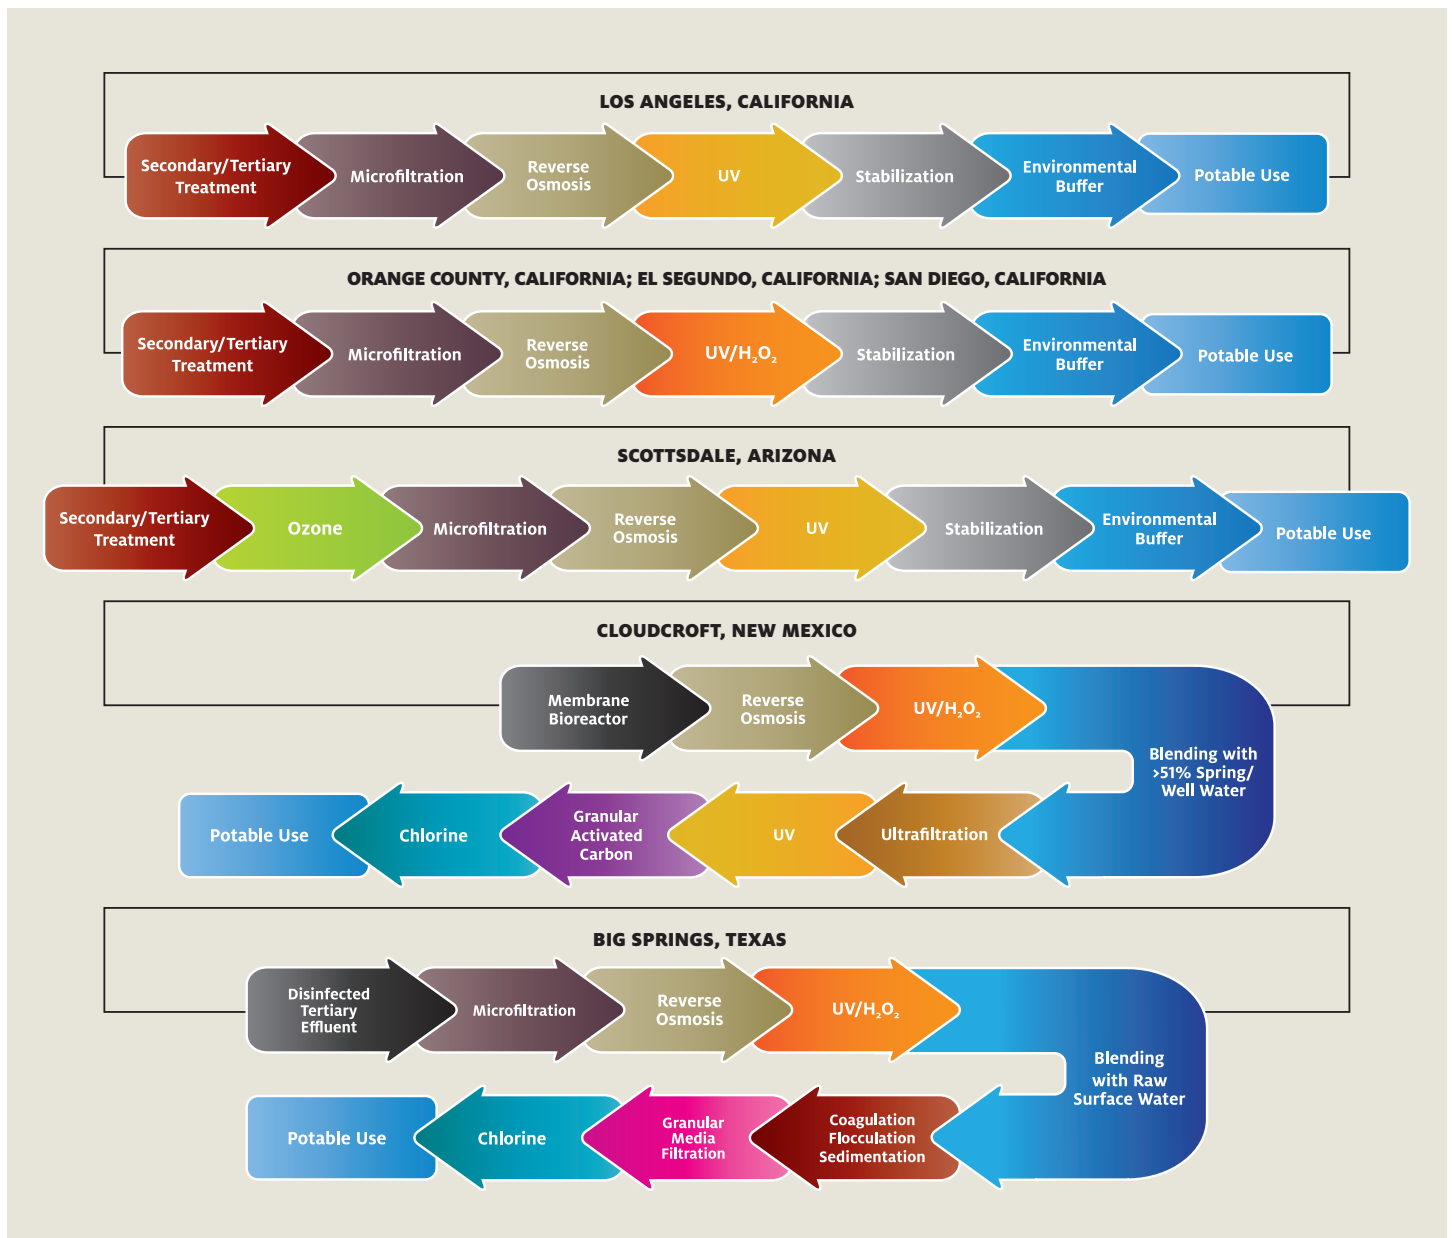 LOS ANGELES, CALIFORNIA
Secondary/Tertiary
Treatment
Microfiltration
Reverse
Osmosis
UV
Stabilization
Environmental
Buffer
Potable Use
ORANGE COUNTY, CALIFORNIA; EL SEGUNDO, CALIFORNIA; SAN DIEGO, CALIFORNIA
Secondary/Tertiary
Treatment
Microfiltration
Reverse
Osmosis
UV/H₂O₂
Stabilization
Environmental
Buffer
Potable Use
SCOTTSDALE, ARIZONA
Secondary/Tertiary
Treatment
Ozone
Microfiltration
Reverse
Osmosis
UV
Stabilization
Environmental
Buffer
Potable Use
CLOUDCROFT, NEW MEXICO
Membrane
Bioreactor
Reverse
Osmosis
UV/H₂O₂
Blending with
>51% Spring/
Well Water
Ultrafiltration
UV
Granular
Activated
Carbon
Chlorine
Potable Use
BIG SPRINGS, TEXAS
Disinfected
Tertiary
Effluent
Microfiltration
Reverse
Osmosis
UV/H₂O₂
Blending
with Raw
Surface Water
Coagulation
Flocculation
Sedimentation
Granular
Media
Filtration
Chlorine
Potable Use